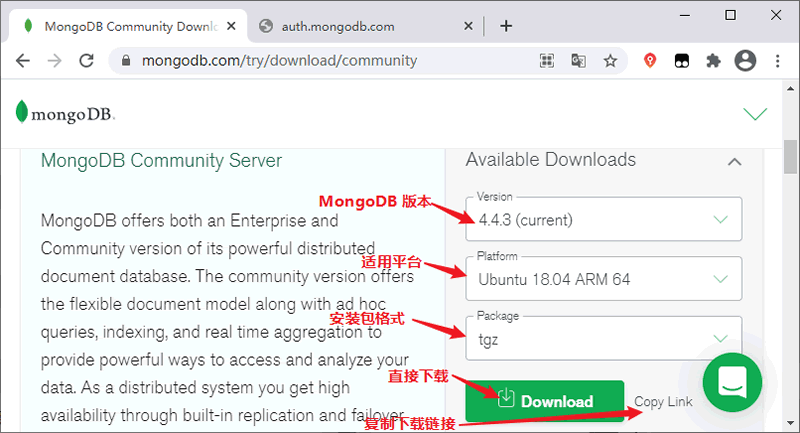 MongoDB Community Downlo
auth.mongodb.com
mongodb.com/try/download/community
mongoDB.
MongoDB Community Server
MongoDB offers both an Enterprise and
Community version of its powerful distributed
document database. The community version offers
the flexible document model along with ad hoc
queries, indexing, and real time aggregation to
provide powerful ways to access and analyze your
data. As a distributed system you get high
availability through built-in replication and failover
Available Downloads
MongoDB 版本
Version
4.4.3 (current)
适用平台
Platform
Ubuntu 18.04 ARM 64
安装包格式
Package
tgz
直接下载
Download
Copy Link
复制下载链接